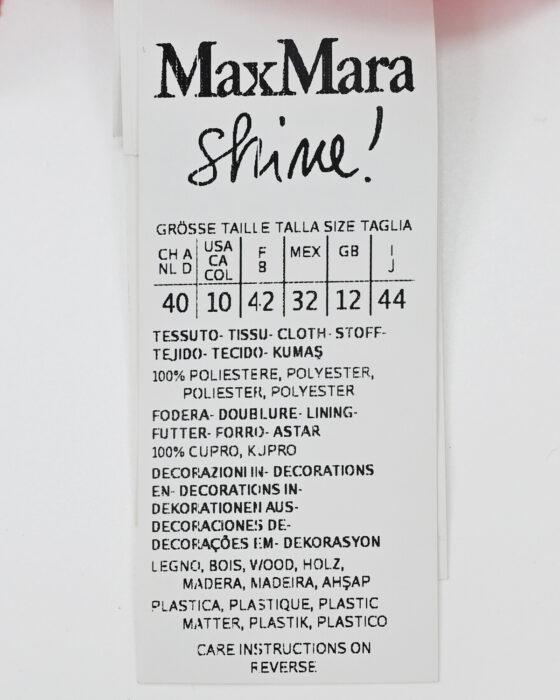 MaxMara
Shine!
GRÖSSE TAILLE TALLA SIZE TAGLIA
CH A NL D USA CA COL F B MEX GB I J
40 10 42 32 12 44
TESSUTO- TISSU- CLOTH- STOFF-
TEJIDO- TECIDO- KUMAŞ
100% POLIESTERE, POLYESTER,
POLIESTER, POLYESTER
FODERA- DOUBLURE- LINING-
FUTTER- FORRO- ASTAR
100% CUPRO, KUPRO
DECORAZIONI IN- DECORATIONS
EN- DECORATIONS IN-
DEKORATIONEN AUS-
DECORACIONES DE-
DECORAÇÕES EM- DEKORASYON
LEGNO, BOIS, WOOD, HOLZ,
MADERA, MADEIRA, AHŞAP
PLASTICA, PLASTIQUE, PLASTIC
MATTER, PLASTIK, PLASTICO
CARE INSTRUCTIONS ON
REVERSE